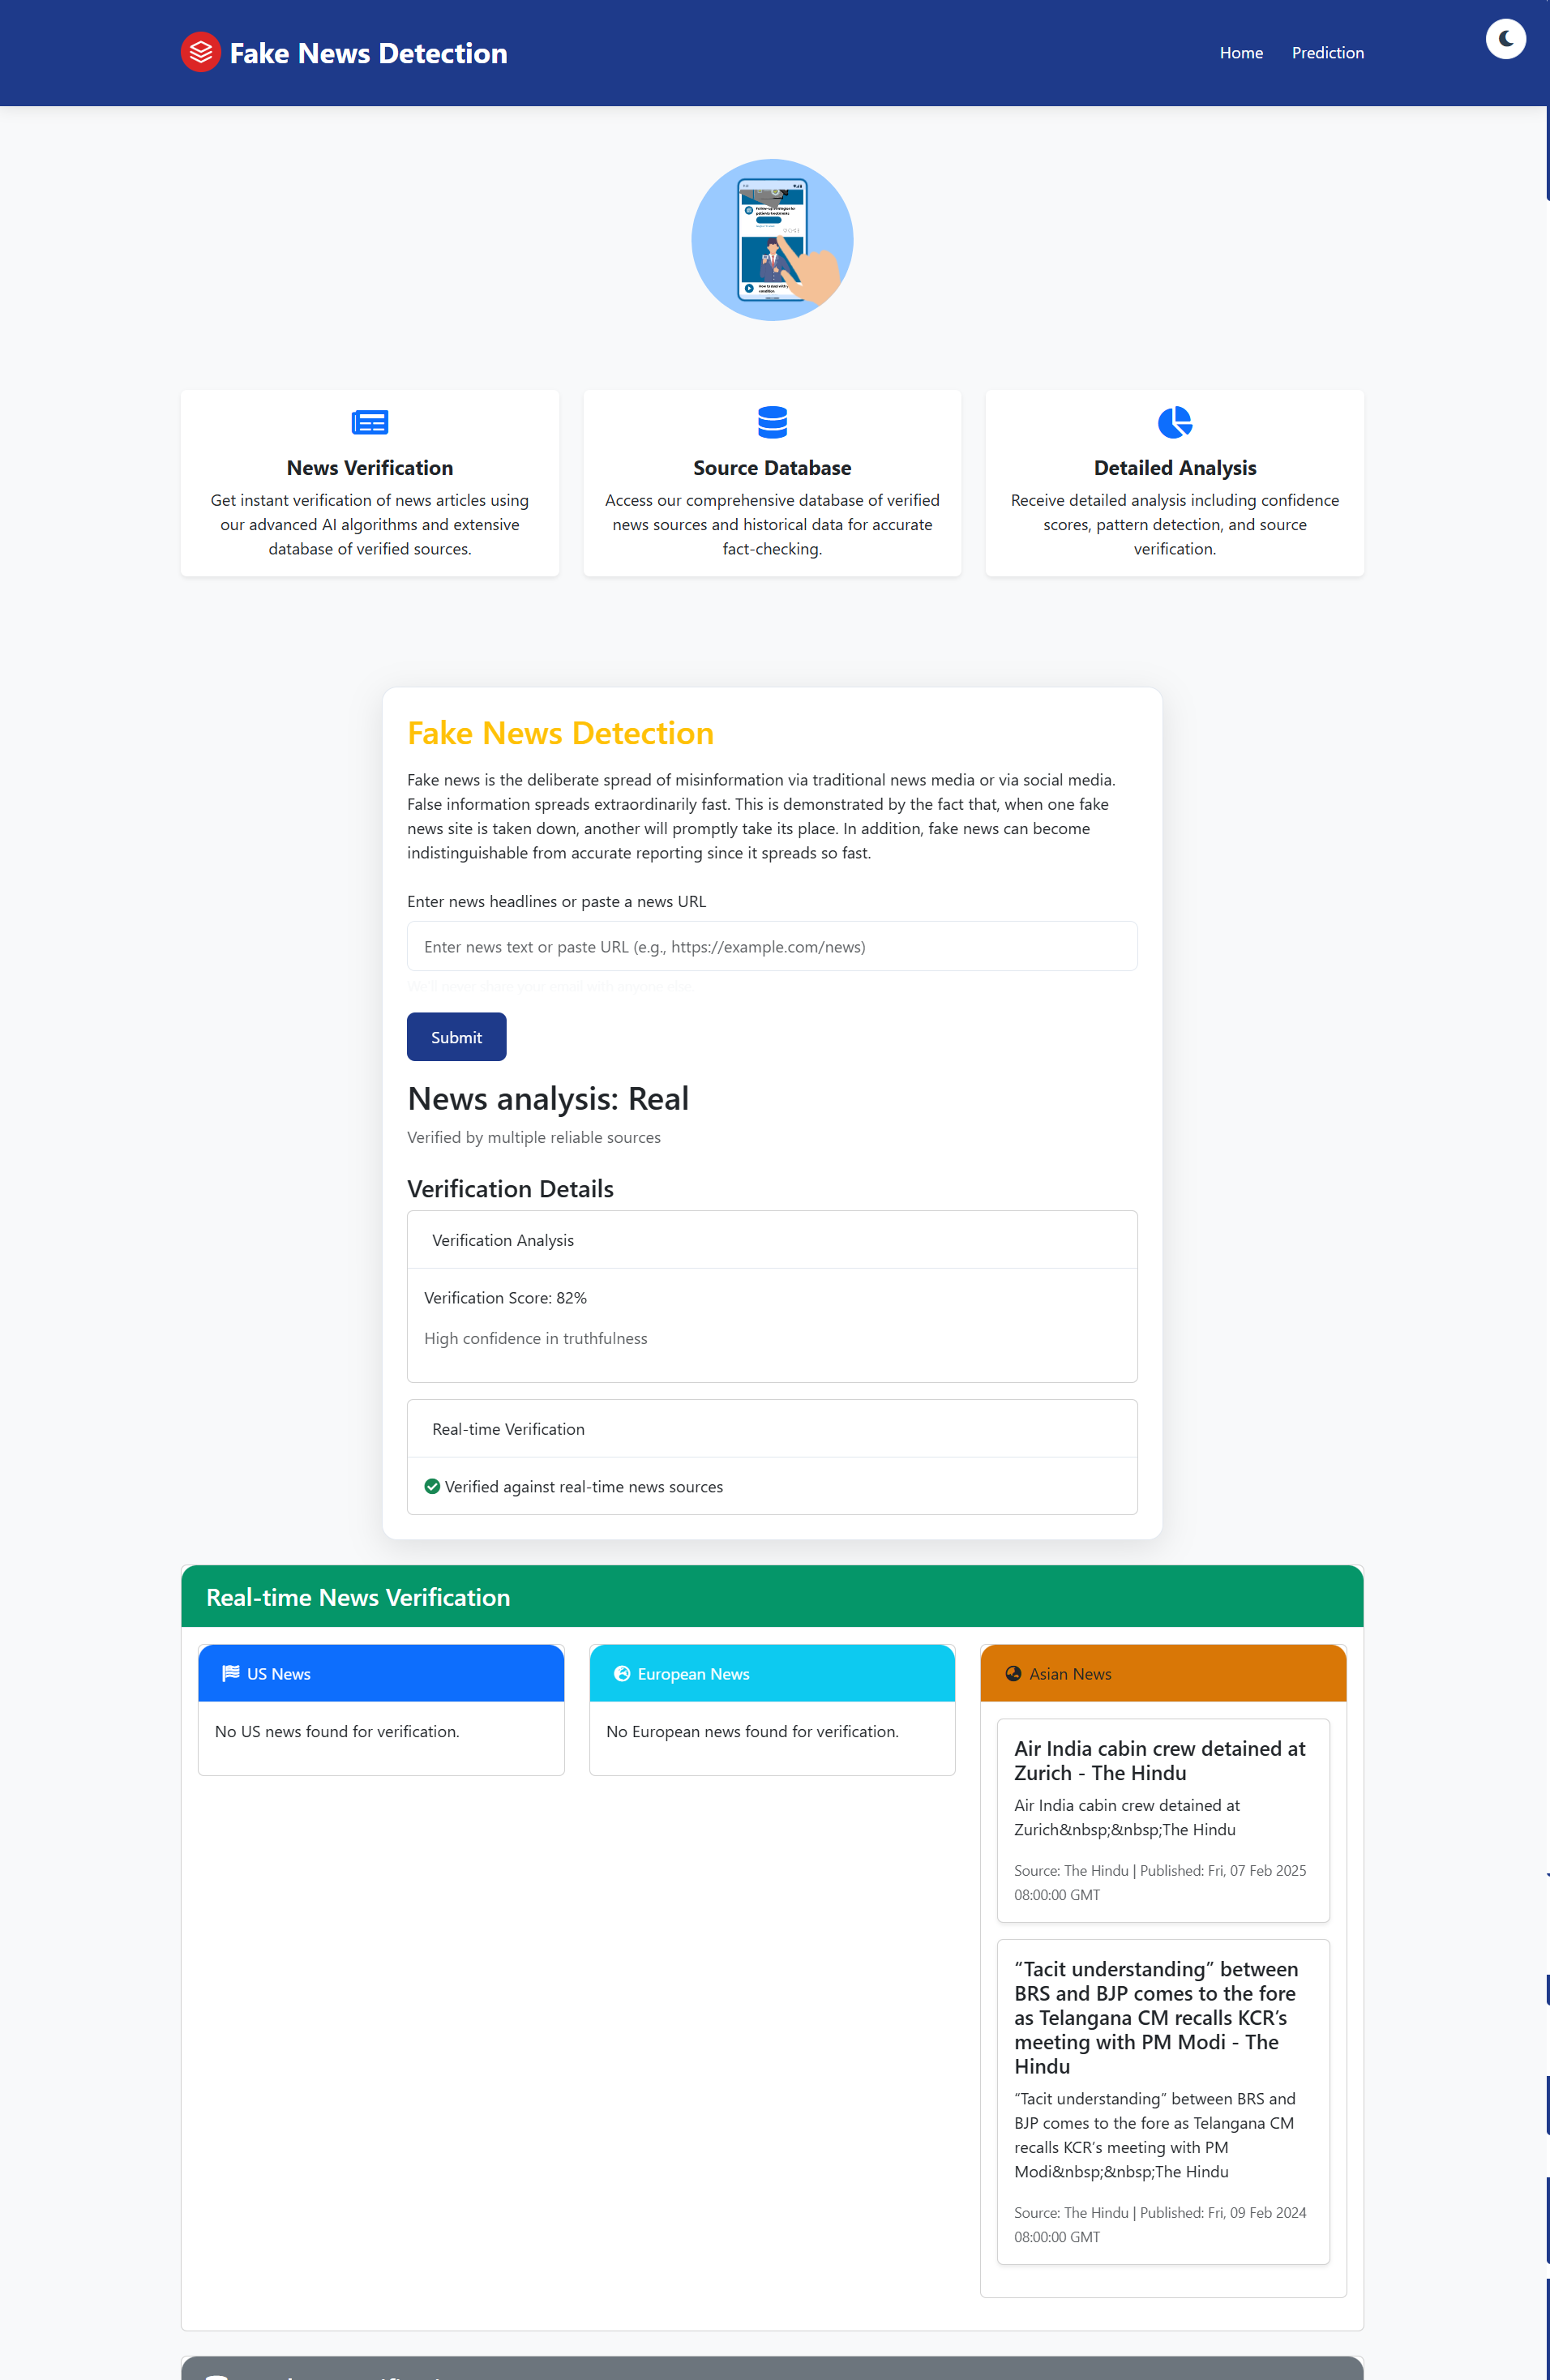 Fake News Detection
Home
Prediction
News Verification
Get instant verification of news articles using
our advanced AI algorithms and extensive
database of verified sources.
Source Database
Access our comprehensive database of verified
news sources and historical data for accurate
fact-checking.
Detailed Analysis
Receive detailed analysis including confidence
scores, pattern detection, and source
verification.
Fake News Detection
Fake news is the deliberate spread of misinformation via traditional news media or via social media.
False information spreads extraordinarily fast. This is demonstrated by the fact that, when one fake
news site is taken down, another will promptly take its place. In addition, fake news can become
indistinguishable from accurate reporting since it spreads so fast.
Enter news headlines or paste a news URL
Enter news text or paste URL (e.g., https://example.com/news)
We'll never share your email with anyone else.
Submit
News analysis: Real
Verified by multiple reliable sources
Verification Details
Verification Analysis
Verification Score: 82%
High confidence in truthfulness
Real-time Verification
Verified against real-time news sources
Real-time News Verification
US News
No US news found for verification.
European News
No European news found for verification.
Asian News
Air India cabin crew detained at
Zurich - The Hindu
Air India cabin crew detained at
Zurich&nbsp;&nbsp;The Hindu
Source: The Hindu | Published: Fri, 07 Feb 2025
08:00:00 GMT
“Tacit understanding” between
BRS and BJP comes to the fore
as Telangana CM recalls KCR’s
meeting with PM Modi - The
Hindu
“Tacit understanding” between BRS and
BJP comes to the fore as Telangana CM
recalls KCR’s meeting with PM
Modi&nbsp;&nbsp;The Hindu
Source: The Hindu | Published: Fri, 09 Feb 2024
08:00:00 GMT